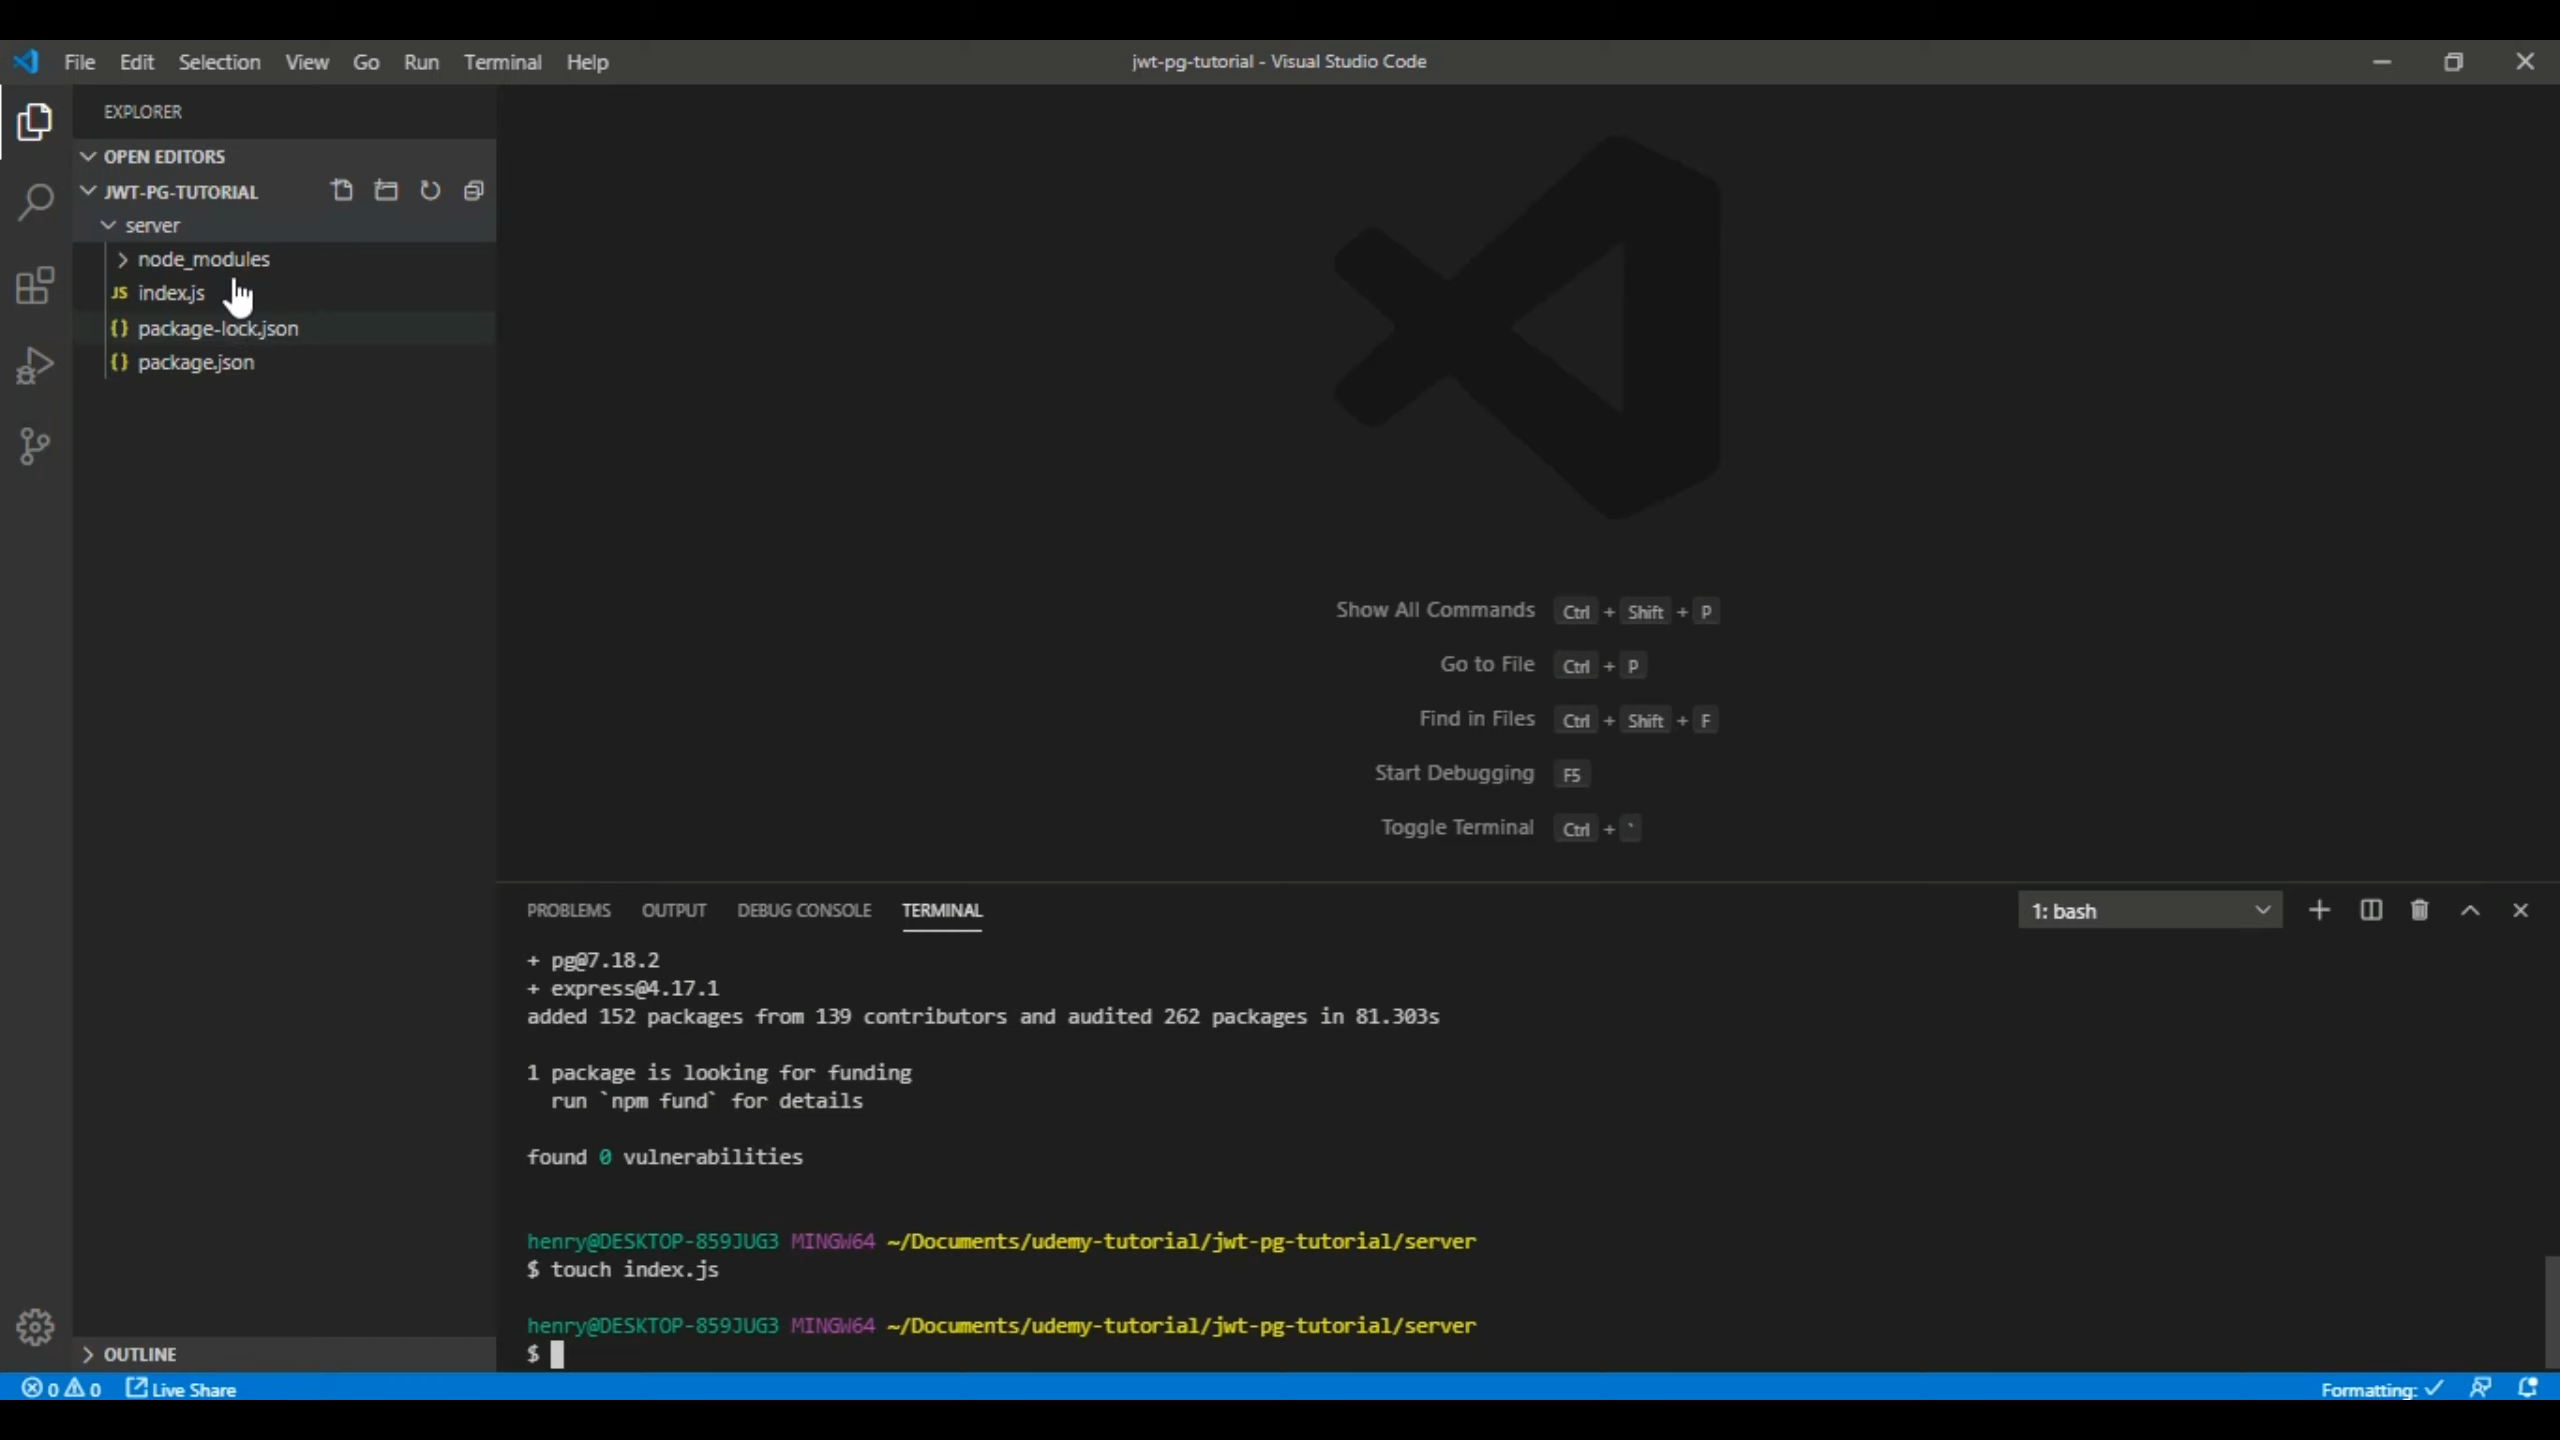 File Edit Selection View Go Run Terminal Help
jwt-pg-tutorial - Visual Studio Code
EXPLORER
OPEN EDITORS
JWT-PG-TUTORIAL
server
node_modules
JS index.js
{} package-lock.json
{} package.json
Show All Commands Ctrl + Shift + P
Go to File Ctrl + P
Find in Files Ctrl + Shift + F
Start Debugging F5
Toggle Terminal Ctrl + `
PROBLEMS OUTPUT DEBUG CONSOLE TERMINAL
1: bash
+ pg@7.18.2
+ express@4.17.1
added 152 packages from 139 contributors and audited 262 packages in 81.303s
1 package is looking for funding
run `npm fund` for details
found 0 vulnerabilities
henry@DESKTOP-859JUG3 MINGW64 ~/Documents/udemy-tutorial/jwt-pg-tutorial/server
$ touch index.js
henry@DESKTOP-859JUG3 MINGW64 ~/Documents/udemy-tutorial/jwt-pg-tutorial/server
$
OUTLINE
0 0 Live Share
Formatting: ✓